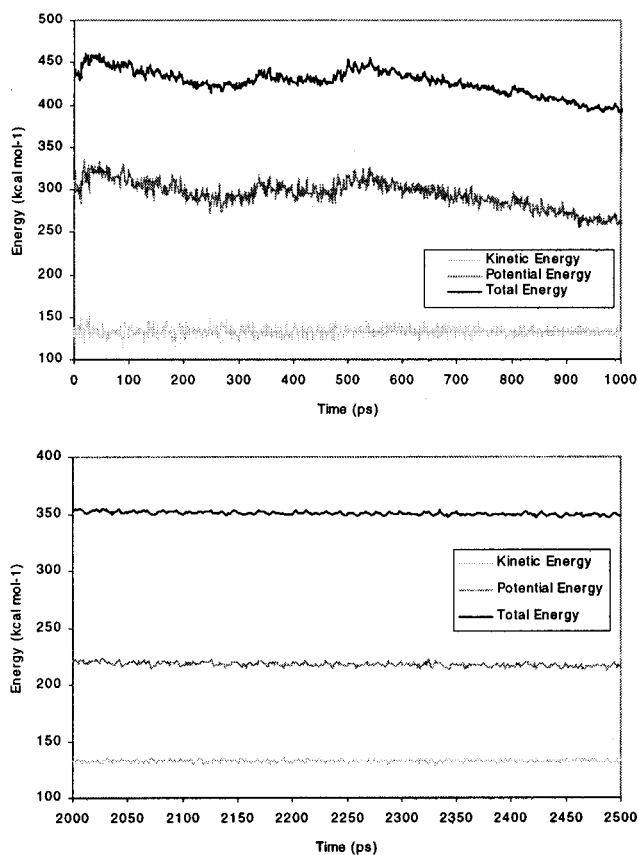 500
450
400
350
300
250
200
150
100
Energy (kcal mol-1)
Kinetic Energy
Potential Energy
Total Energy
0 100 200 300 400 500 600 700 800 900 1000
Time (ps)
400
350
300
250
200
150
100
Energy (kcal mol-1)
Kinetic Energy
Potential Energy
Total Energy
2000 2050 2100 2150 2200 2250 2300 2350 2400 2450 2500
Time (ps)